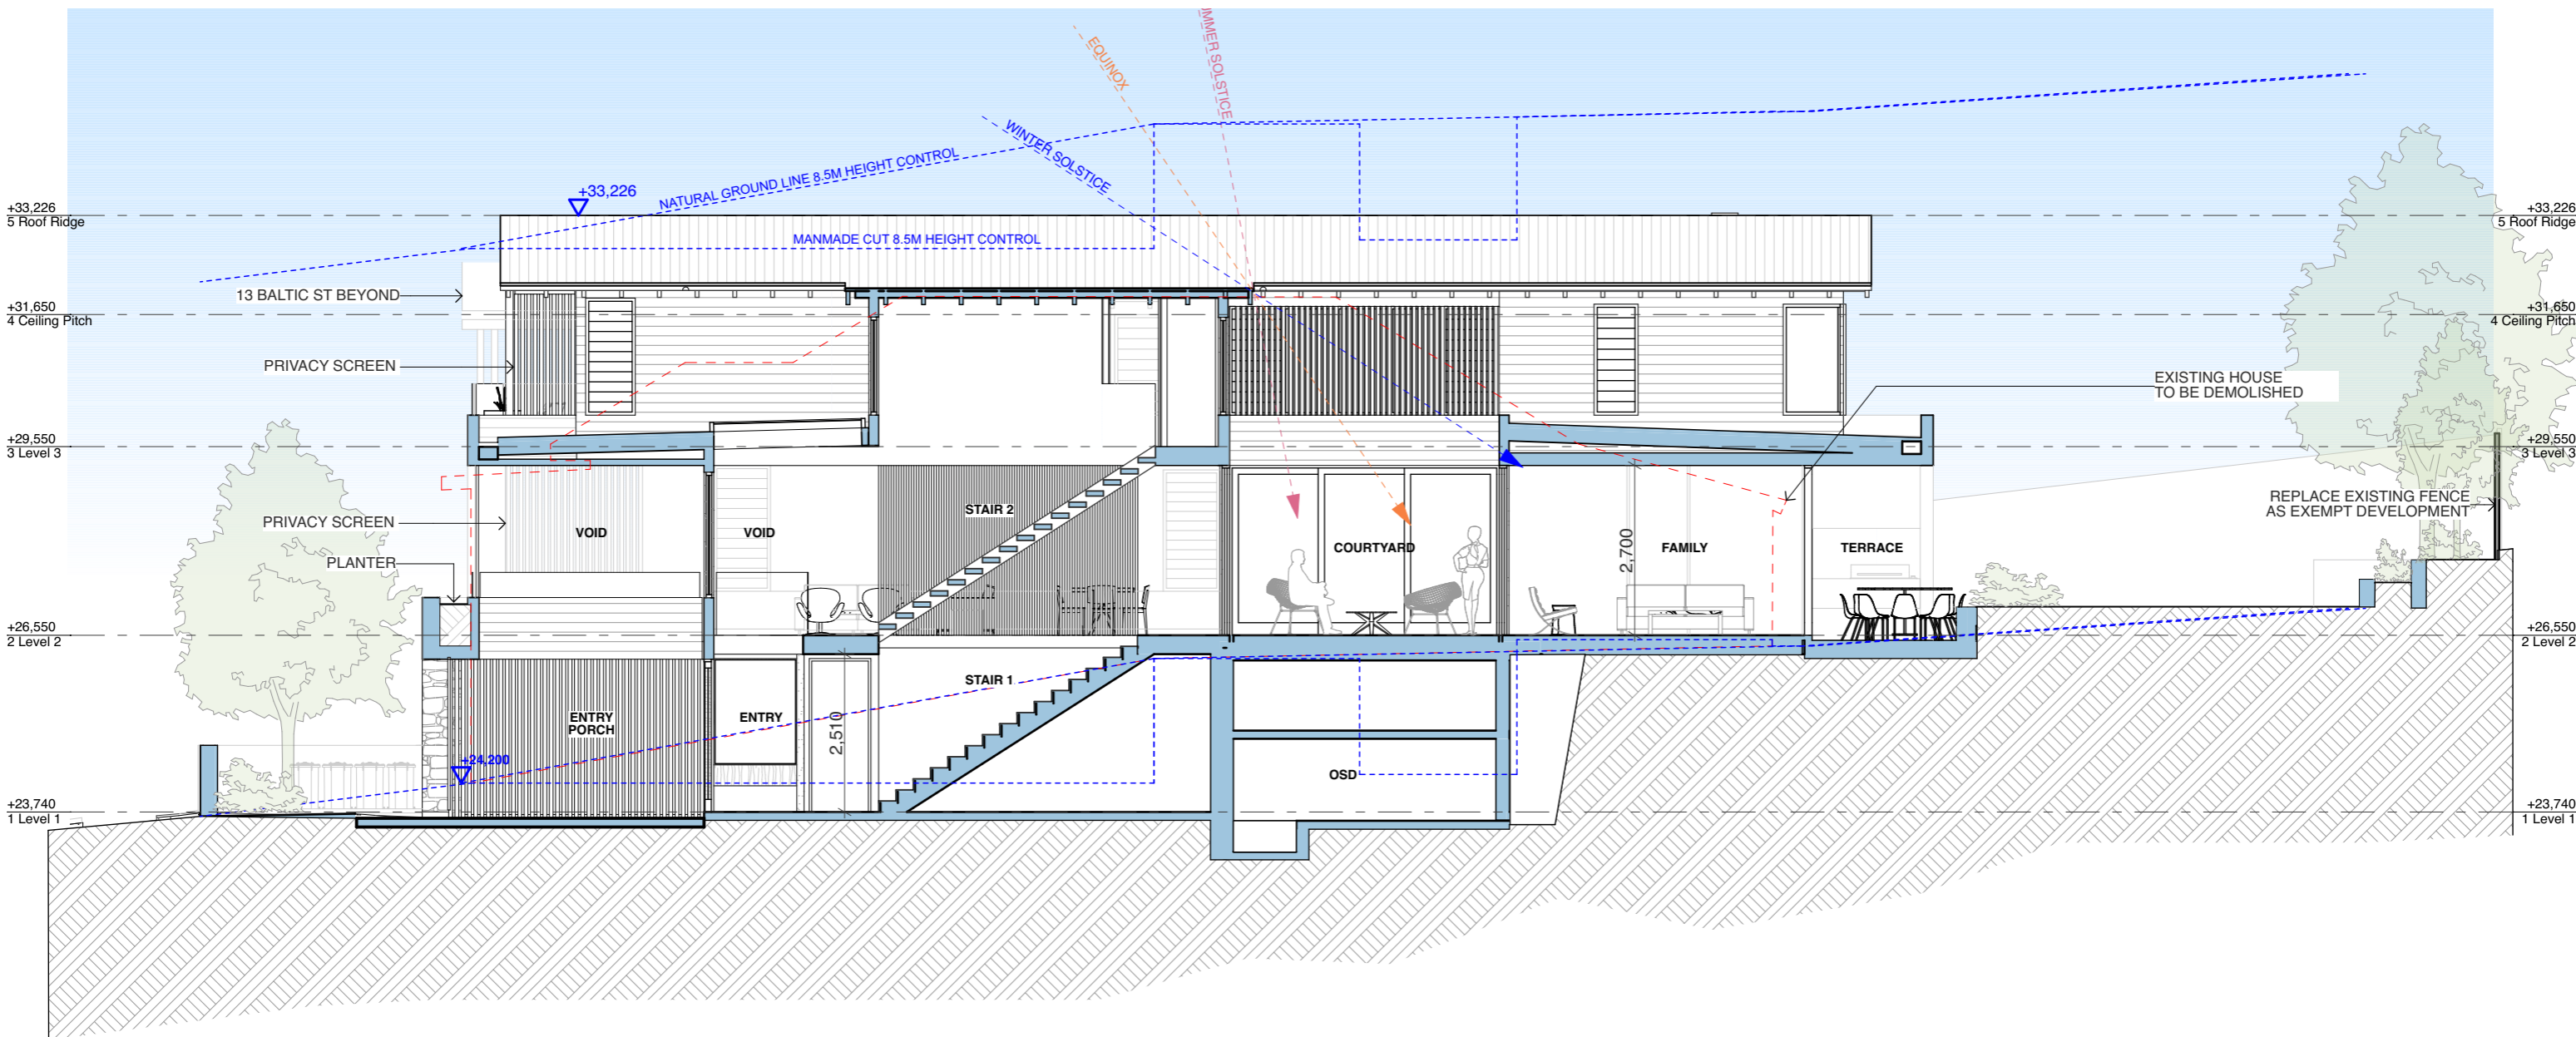 UMMER SOLSTICE
EQUINOX
WINTER SOLSTICE
NATURAL GROUND LINE 8.5M HEIGHT CONTROL
+33,226
MANMADE CUT 8.5M HEIGHT CONTROL
+33,226
5 Roof Ridge
+33,226
5 Roof Ridge
13 BALTIC ST BEYOND
+31,650
4 Ceiling Pitch
+31,650
4 Ceiling Pitch
PRIVACY SCREEN
EXISTING HOUSE
TO BE DEMOLISHED
+29,550
3 Level 3
+29,550
3 Level 3
REPLACE EXISTING FENCE
AS EXEMPT DEVELOPMENT
PRIVACY SCREEN
VOID
VOID
STAIR 2
COURTYARD
2,700
FAMILY
TERRACE
PLANTER
+26,550
2 Level 2
+26,550
2 Level 2
STAIR 1
ENTRY
PORCH
ENTRY
2,510
+24,200
OSD
+23,740
1 Level 1
+23,740
1 Level 1